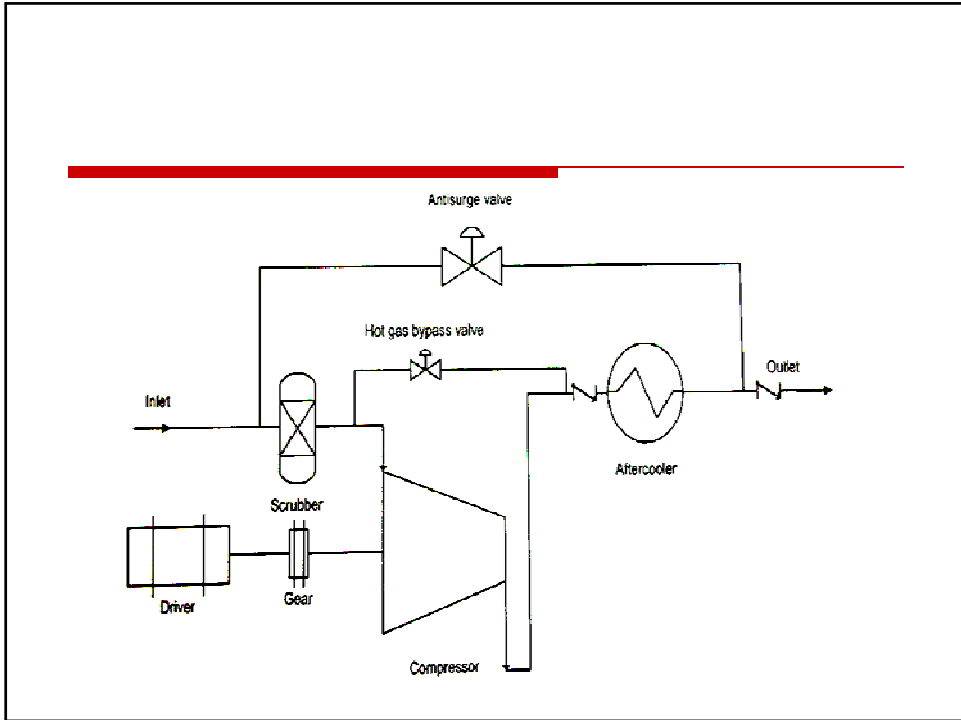 Antisurge valve
Hot gas bypass valve
Outlet
Inlet
Aftercooler
Scrubber
Gear
Driver
Compressor